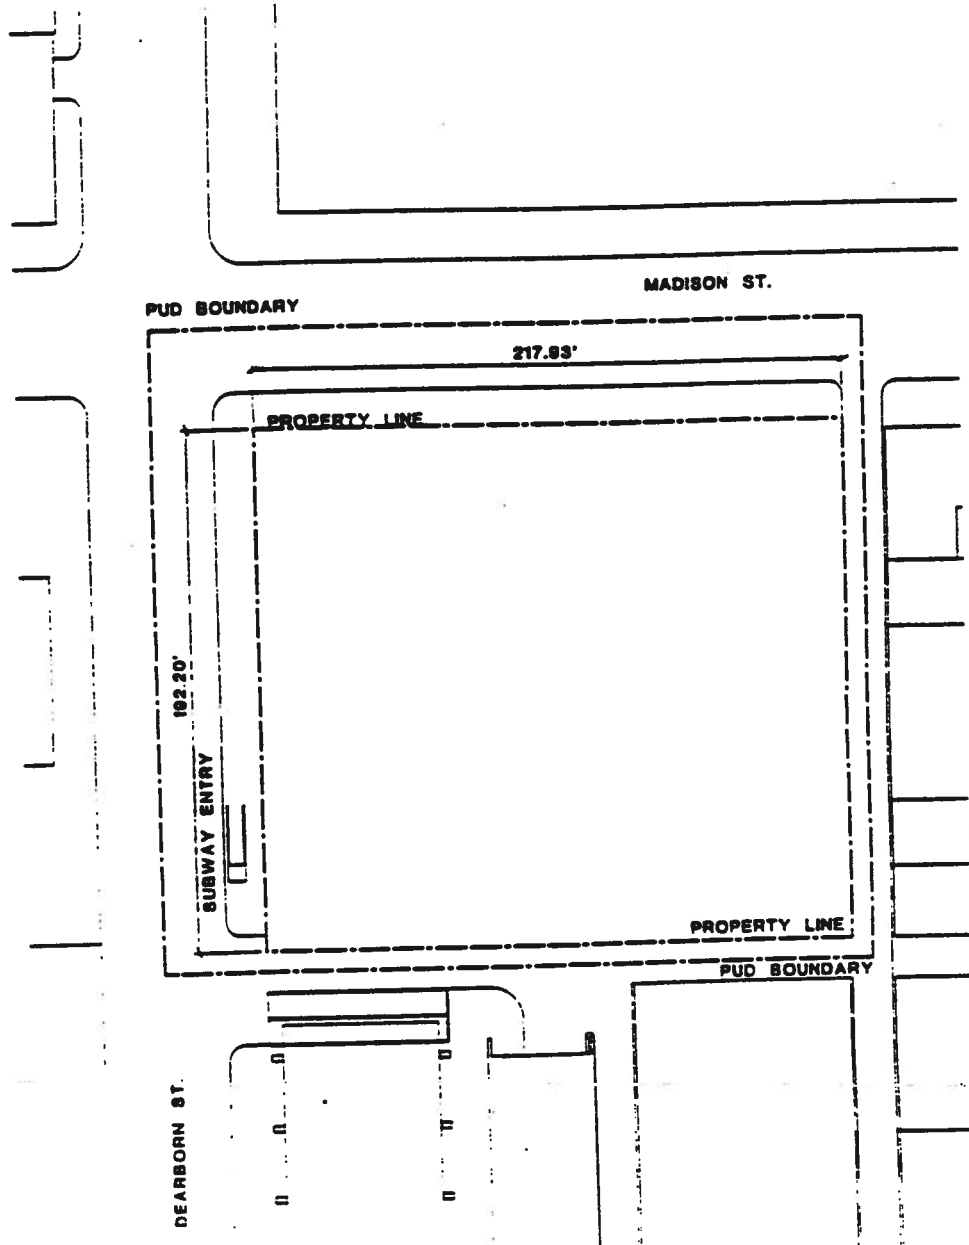 MADISON ST.
PUD BOUNDARY
217.93'
PROPERTY LINE
192.20'
SUBWAY ENTRY
PROPERTY LINE
PUD BOUNDARY
DEARBORN ST.